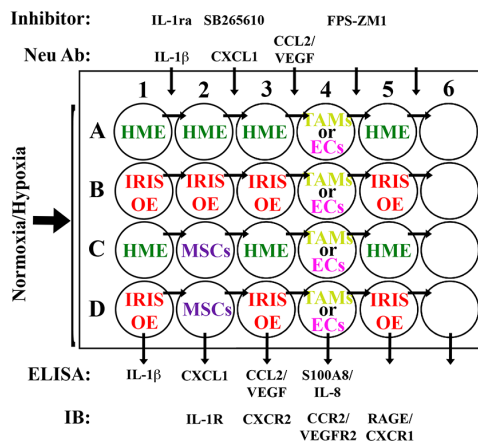 Inhibitor: IL-1ra SB265610 FPS-ZM1
Neu Ab: IL-1β CXCL1 CCL2/
VEGF
1 2 3 4 5 6
A HME HME HME TAMs
or
ECs HME
B IRIS
OE IRIS
OE IRIS
OE TAMs
or
ECs IRIS
OE
C HME MSCs HME TAMs
or
ECs HME
D IRIS
OE MSCs IRIS
OE TAMs
or
ECs IRIS
OE
Normoxia/Hypoxia
ELISA: IL-1β CXCL1 CCL2/
VEGF S100A8/
IL-8
IB: IL-1R CXCR2 CCR2/
VEGFR2 RAGE/
CXCR1